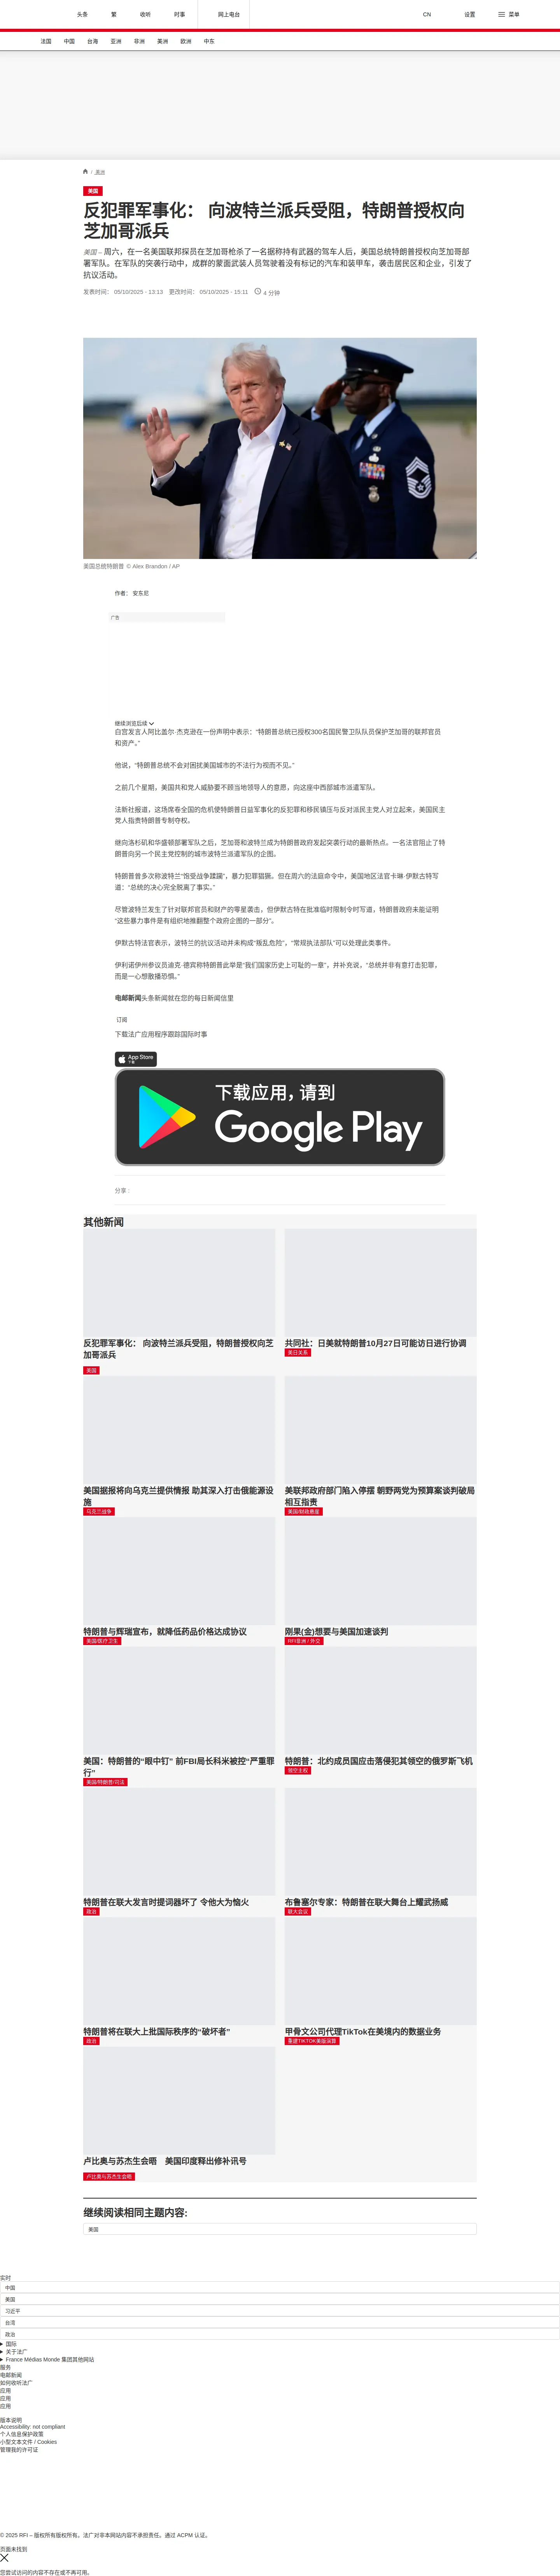 头条
繁
收听
时事
网上电台
CN
设置
菜单
法国
中国
台海
亚洲
非洲
美洲
欧洲
中东
/ 美洲
美国
反犯罪军事化： 向波特兰派兵受阻，特朗普授权向
芝加哥派兵
美国 – 周六，在一名美国联邦探员在芝加哥枪杀了一名据称持有武器的驾车人后，美国总统特朗普授权向芝加哥部
署军队。在军队的突袭行动中，成群的蒙面武装人员驾驶着没有标记的汽车和装甲车，袭击居民区和企业，引发了
抗议活动。
发表时间： 05/10/2025 - 13:13 更改时间： 05/10/2025 - 15:11 4 分钟
美国总统特朗普 © Alex Brandon / AP
作者： 安东尼
广告
继续浏览后续
白宫发言人阿比盖尔·杰克逊在一份声明中表示：“特朗普总统已授权300名国民警卫队队员保护芝加哥的联邦官员
和资产。”
他说，“特朗普总统不会对困扰美国城市的不法行为视而不见。”
之前几个星期，美国共和党人威胁要不顾当地领导人的意愿，向这座中西部城市派遣军队。
法新社报道，这场席卷全国的危机使特朗普日益军事化的反犯罪和移民镇压与反对派民主党人对立起来，美国民主
党人指责特朗普专制夺权。
继向洛杉矶和华盛顿部署军队之后，芝加哥和波特兰成为特朗普政府发起突袭行动的最新热点。一名法官阻止了特
朗普向另一个民主党控制的城市波特兰派遣军队的企图。
特朗普曾多次称波特兰“饱受战争蹂躏”，暴力犯罪猖獗。但在周六的法庭命令中，美国地区法官卡琳·伊默古特写
道：“总统的决心完全脱离了事实。”
尽管波特兰发生了针对联邦官员和财产的零星袭击，但伊默古特在批准临时限制令时写道，特朗普政府未能证明
“这些暴力事件是有组织地推翻整个政府企图的一部分”。
伊默古特法官表示，波特兰的抗议活动并未构成“叛乱危险”，“常规执法部队”可以处理此类事件。
伊利诺伊州参议员迪克·德宾称特朗普此举是“我们国家历史上可耻的一章”，并补充说，“总统并非有意打击犯罪，
而是一心想散播恐惧。”
电邮新闻头条新闻就在您的每日新闻信里
订阅
下载法广应用程序跟踪国际时事
App Store
下载
下载应用，请到
Google Play
分享 :
其他新闻
反犯罪军事化： 向波特兰派兵受阻，特朗普授权向芝
加哥派兵
美国
共同社：日美就特朗普10月27日可能访日进行协调
美日关系
美国据报将向乌克兰提供情报 助其深入打击俄能源设
施
乌克兰战争
美联邦政府部门陷入停摆 朝野两党为预算案谈判破局
相互指责
美国/财政悬崖
特朗普与辉瑞宣布，就降低药品价格达成协议
美国/医疗卫生
刚果(金)想要与美国加速谈判
RFI非洲 / 外交
美国：特朗普的“眼中钉” 前FBI局长科米被控“严重罪
行”
美国/特朗普/司法
特朗普：北约成员国应击落侵犯其领空的俄罗斯飞机
领空主权
特朗普在联大发言时提词器坏了 令他大为恼火
政治
布鲁塞尔专家：特朗普在联大舞台上耀武扬威
联大会议
特朗普将在联大上批国际秩序的“破坏者”
政治
甲骨文公司代理TikTok在美境内的数据业务
重建TIKTOK美版演算
卢比奥与苏杰生会晤 美国印度释出修补讯号
卢比奥与苏杰生会晤
继续阅读相同主题内容:
美国
实时
中国
美国
习近平
台湾
政治
国际
关于法广
France Médias Monde 集团其他网站
服务
电邮新闻
如何收听法广
应用
应用
应用
版本说明
Accessibility: not compliant
个人信息保护政策
小型文本文件 / Cookies
管理我的许可证
© 2025 RFI – 版权所有版权所有。法广对非本网站内容不承担责任。通过 ACPM 认证。
页面未找到
您尝试访问的内容不存在或不再可用。